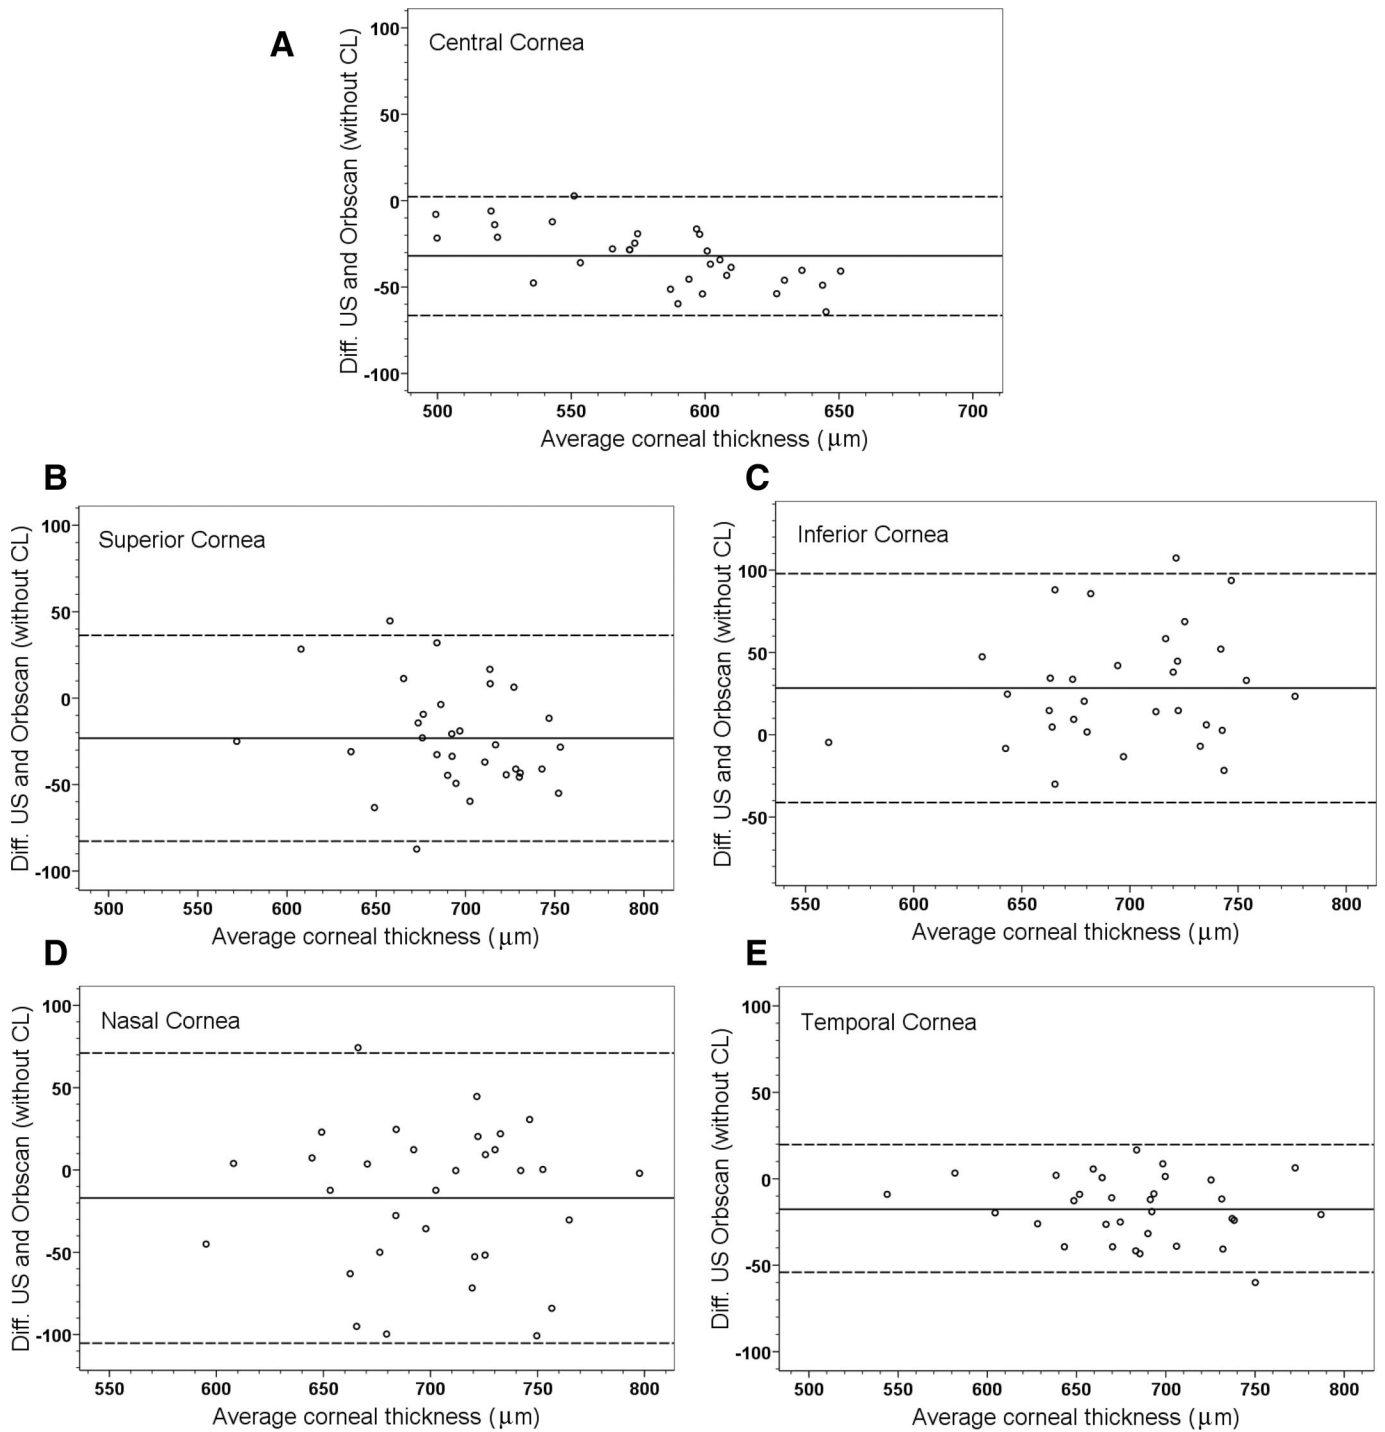 A
Central Cornea
Diff. US and Orbscan (without CL)
100
50
0
-50
-100
500 550 600 650 700
Average corneal thickness (μm)
B
Superior Cornea
Diff. US and Orbscan (without CL)
100
50
0
-50
-100
500 550 600 650 700 750 800
Average corneal thickness (μm)
C
Inferior Cornea
Diff. US and Orbscan (without CL)
100
50
0
-50
550 600 650 700 750 800
Average corneal thickness (μm)
D
Nasal Cornea
Diff. US and Orbscan (without CL)
100
50
0
-50
-100
550 600 650 700 750 800
Average corneal thickness (μm)
E
Temporal Cornea
Diff. US Orbscan (without CL)
100
50
0
-50
-100
500 550 600 650 700 750 800
Average corneal thickness (μm)